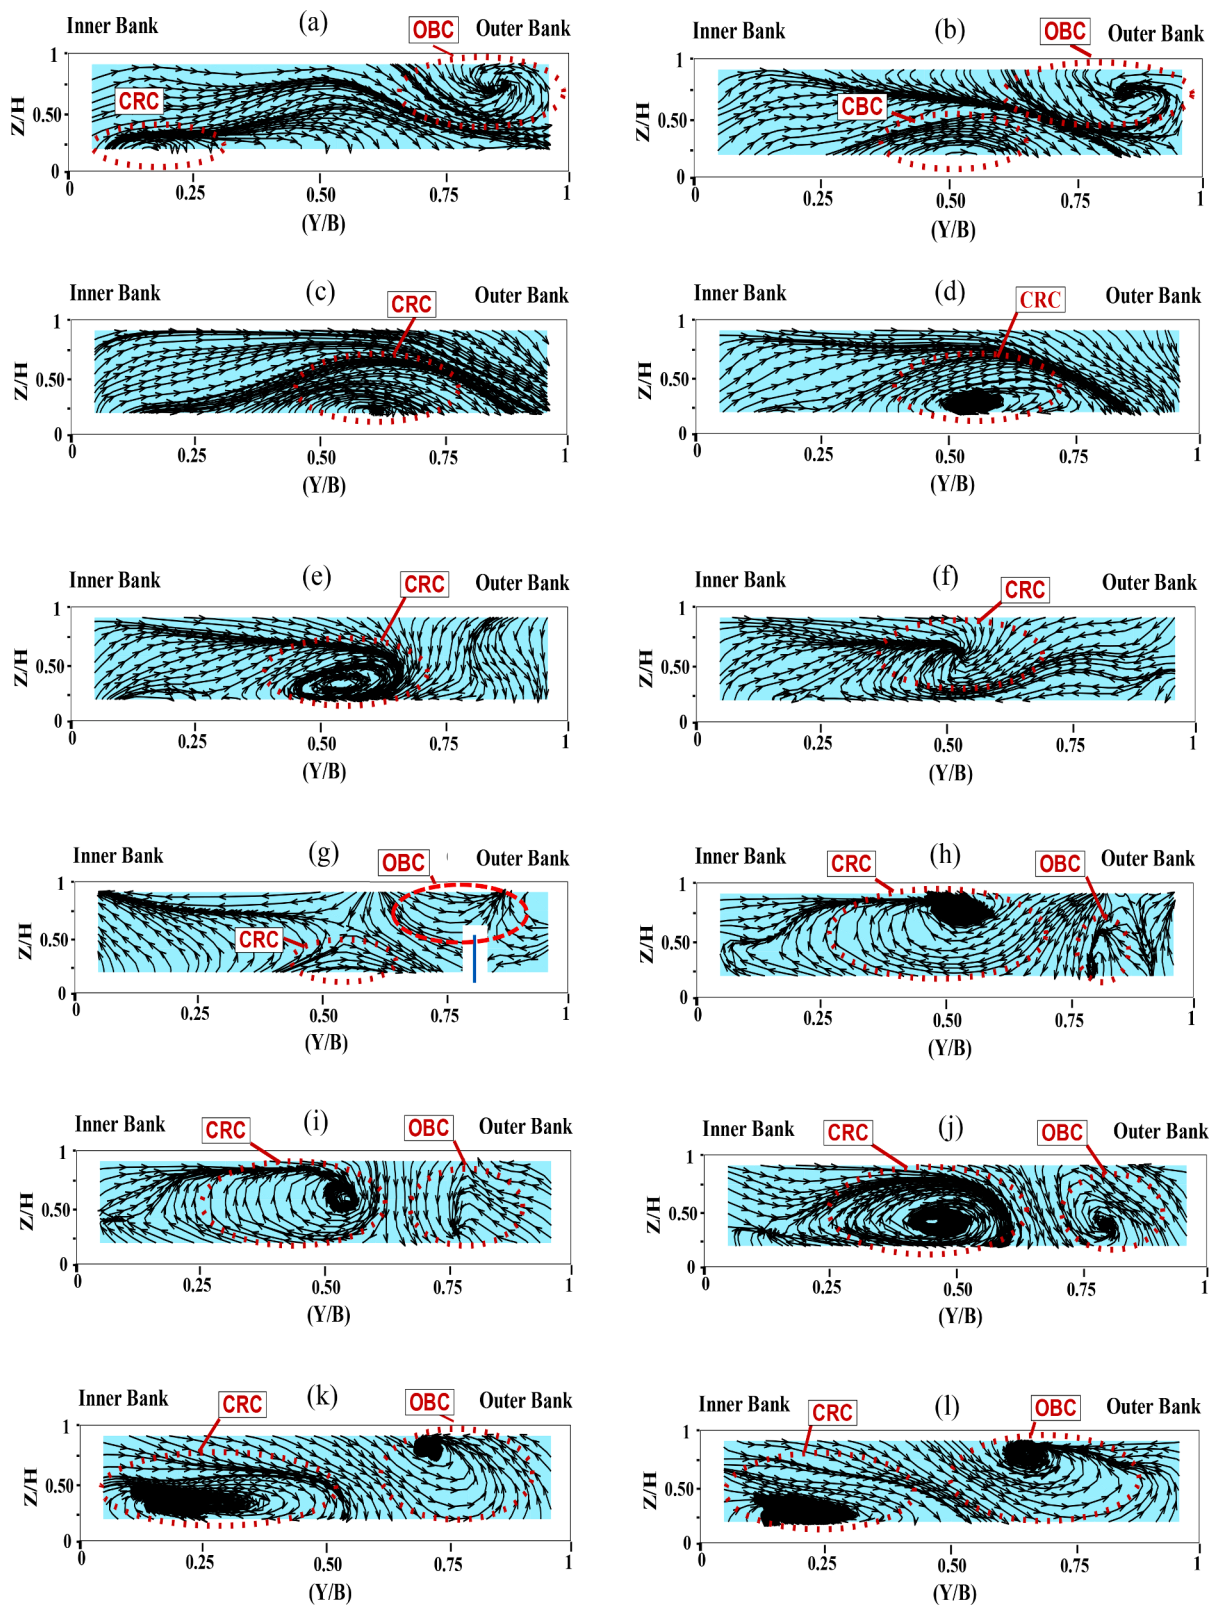 Inner Bank (a) OBC Outer Bank
1
CRC
Z/H
0.50
0
0 0.25 0.50 0.75 1
(Y/B)
Inner Bank (b) OBC Outer Bank
1
CBC
Z/H
0.50
0
0 0.25 0.50 0.75 1
(Y/B)
Inner Bank (c) CRC Outer Bank
1
Z/H
0.50
0
0 0.25 0.50 0.75 1
(Y/B)
Inner Bank (d) CRC Outer Bank
1
Z/H
0.50
0
0 0.25 0.50 0.75 1
(Y/B)
Inner Bank (e) CRC Outer Bank
1
Z/H
0.50
0
0 0.25 0.50 0.75 1
(Y/B)
Inner Bank (f) CRC Outer Bank
1
Z/H
0.50
0
0 0.25 0.50 0.75 1
(Y/B)
Inner Bank (g) OBC Outer Bank
1
CRC
Z/H
0.50
0
0 0.25 0.50 0.75 1
(Y/B)
Inner Bank CRC (h) OBC Outer Bank
1
Z/H
0.50
0
0 0.25 0.50 0.75 1
(Y/B)
Inner Bank CRC (i) OBC Outer Bank
1
Z/H
0.50
0
0 0.25 0.50 0.75 1
(Y/B)
Inner Bank CRC (j) OBC Outer Bank
1
Z/H
0.50
0
0 0.25 0.50 0.75 1
(Y/B)
Inner Bank CRC (k) OBC Outer Bank
1
Z/H
0.50
0
0 0.25 0.50 0.75 1
(Y/B)
Inner Bank CRC (l) OBC Outer Bank
1
Z/H
0.50
0
0 0.25 0.50 0.75 1
(Y/B)